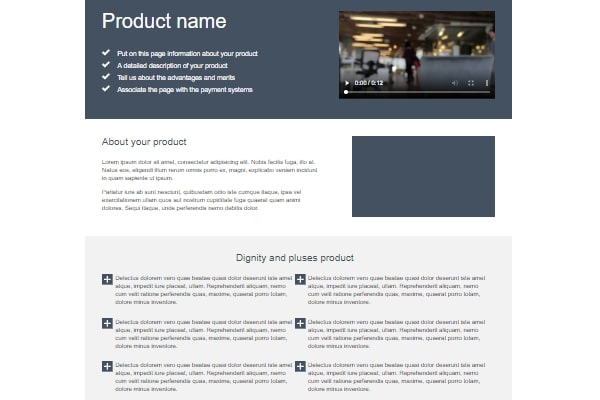 Product name
Put on this page information about your product
A detailed description of your product
Tell us about the advantages and merits
Associate the page with the payment systems
0:00 / 0:12
About your product
Lorem ipsum dolor sit amet, consectetur adipisicing elit. Nobis facilis fuga, illo at.
Natus eos, eligendi illum rerum omnis porro ex, magni, explicabo veniam incidunt
in quam sapiente ut ipsum.
Pariatur iure ab sunt nesciunt, quibusdam odio iste cumque itaque, ipsa vel
exercitationem ullam quos aut nostrum cupiditate fuga quaerat quam animi
dolores. Sequi itaque, unde perferendis nemo debitis dolor.
Dignity and pluses product
Delectus dolorem vero quae beatae quasi dolor deserunt iste amet
atque, impedit iure placeat, ullam. Reprehenderit aliquam, nemo
cum velit ratione perferendis quas, maxime, quaerat porro totam,
dolore minus inventore.
Delectus dolorem vero quae beatae quasi dolor deserunt iste amet
atque, impedit iure placeat, ullam. Reprehenderit aliquam, nemo
cum velit ratione perferendis quas, maxime, quaerat porro totam,
dolore minus inventore.
Delectus dolorem vero quae beatae quasi dolor deserunt iste amet
atque, impedit iure placeat, ullam. Reprehenderit aliquam, nemo
cum velit ratione perferendis quas, maxime, quaerat porro totam,
dolore minus inventore.
Delectus dolorem vero quae beatae quasi dolor deserunt iste amet
atque, impedit iure placeat, ullam. Reprehenderit aliquam, nemo
cum velit ratione perferendis quas, maxime, quaerat porro totam,
dolore minus inventore.
Delectus dolorem vero quae beatae quasi dolor deserunt iste amet
atque, impedit iure placeat, ullam. Reprehenderit aliquam, nemo
cum velit ratione perferendis quas, maxime, quaerat porro totam,
dolore minus inventore.
Delectus dolorem vero quae beatae quasi dolor deserunt iste amet
atque, impedit iure placeat, ullam. Reprehenderit aliquam, nemo
cum velit ratione perferendis quas, maxime, quaerat porro totam,
dolore minus inventore.